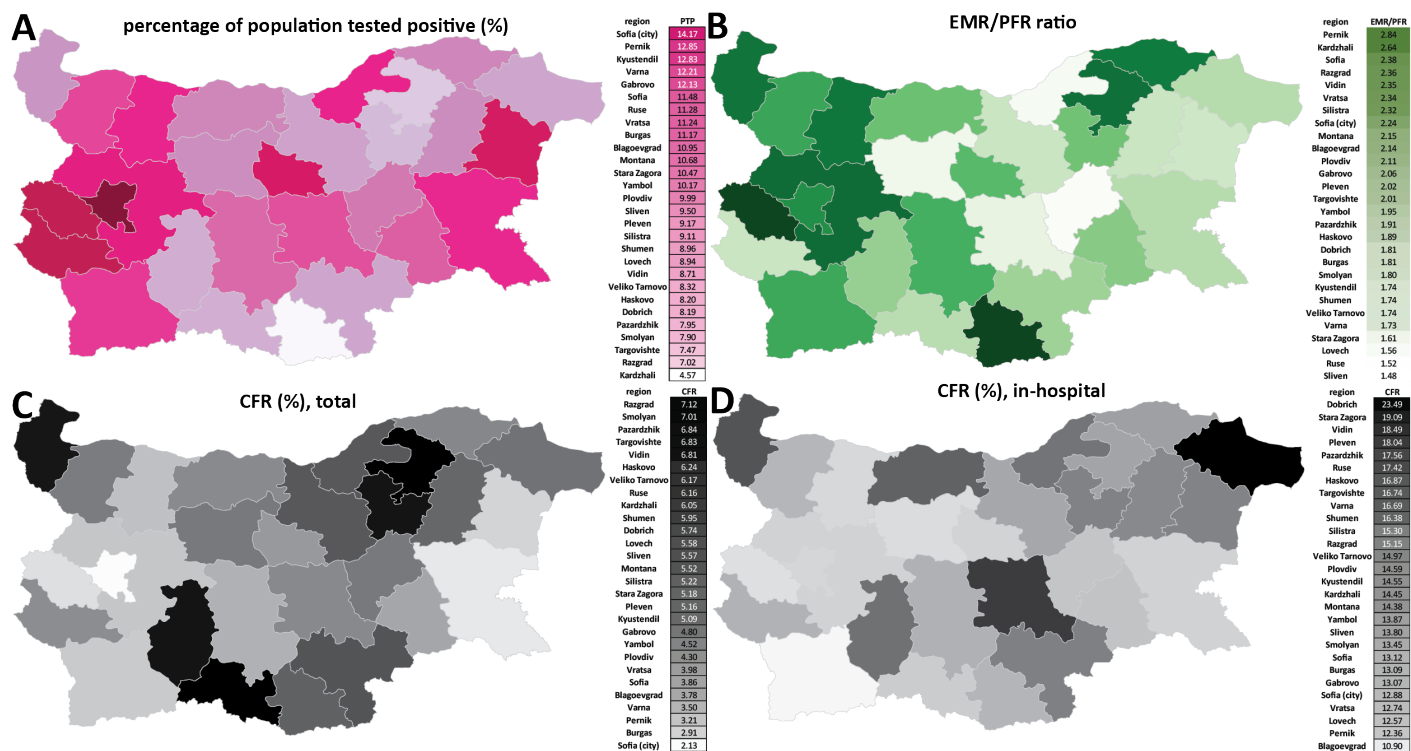 A
percentage of population tested positive (%)
region PTP
Sofia (city) 14.17
Pernik 12.85
Kyustendil 12.83
Varna 12.21
Gabrovo 12.13
Sofia 11.48
Ruse 11.28
Vratsa 11.24
Burgas 11.17
Blagoevgrad 10.95
Montana 10.68
Stara Zagora 10.47
Yambol 10.17
Plovdiv 9.99
Sliven 9.50
Pleven 9.17
Silistra 9.11
Shumen 8.96
Lovech 8.94
Vidin 8.71
Veliko Tarnovo 8.32
Haskovo 8.20
Dobrich 8.19
Pazardzhik 7.95
Smolyan 7.90
Targovishte 7.47
Razgrad 7.02
Kardzhali 4.57
B
EMR/PFR ratio
region EMR/PFR
Pernik 2.84
Kardzhali 2.64
Sofia 2.38
Razgrad 2.36
Vidin 2.35
Vratsa 2.34
Silistra 2.32
Sofia (city) 2.24
Montana 2.15
Blagoevgrad 2.14
Plovdiv 2.11
Gabrovo 2.06
Pleven 2.02
Targovishte 2.01
Yambol 1.95
Pazardzhik 1.91
Haskovo 1.89
Dobrich 1.81
Burgas 1.81
Smolyan 1.80
Kyustendil 1.74
Shumen 1.74
Veliko Tarnovo 1.74
Varna 1.73
Stara Zagora 1.61
Lovech 1.56
Ruse 1.52
Sliven 1.48
C
CFR (%), total
region CFR
Razgrad 7.12
Smolyan 7.01
Pazardzhik 6.84
Targovishte 6.83
Vidin 6.81
Haskovo 6.24
Veliko Tarnovo 6.17
Ruse 6.16
Kardzhali 6.05
Shumen 5.95
Dobrich 5.74
Lovech 5.58
Sliven 5.57
Montana 5.52
Silistra 5.22
Stara Zagora 5.18
Pleven 5.16
Kyustendil 5.09
Gabrovo 4.80
Yambol 4.52
Plovdiv 4.30
Vratsa 3.98
Sofia 3.86
Blagoevgrad 3.78
Varna 3.50
Pernik 3.21
Burgas 2.91
Sofia (city) 2.13
D
CFR (%), in-hospital
region CFR
Dobrich 23.49
Stara Zagora 19.09
Vidin 18.49
Pleven 18.04
Pazardzhik 17.56
Ruse 17.42
Haskovo 16.87
Targovishte 16.74
Varna 16.69
Shumen 16.38
Silistra 15.30
Razgrad 15.15
Veliko Tarnovo 14.97
Plovdiv 14.59
Kyustendil 14.55
Kardzhali 14.45
Montana 14.38
Yambol 13.87
Sliven 13.80
Smolyan 13.45
Sofia 13.12
Burgas 13.09
Gabrovo 13.07
Sofia (city) 12.88
Vratsa 12.74
Lovech 12.57
Pernik 12.36
Blagoevgrad 10.90